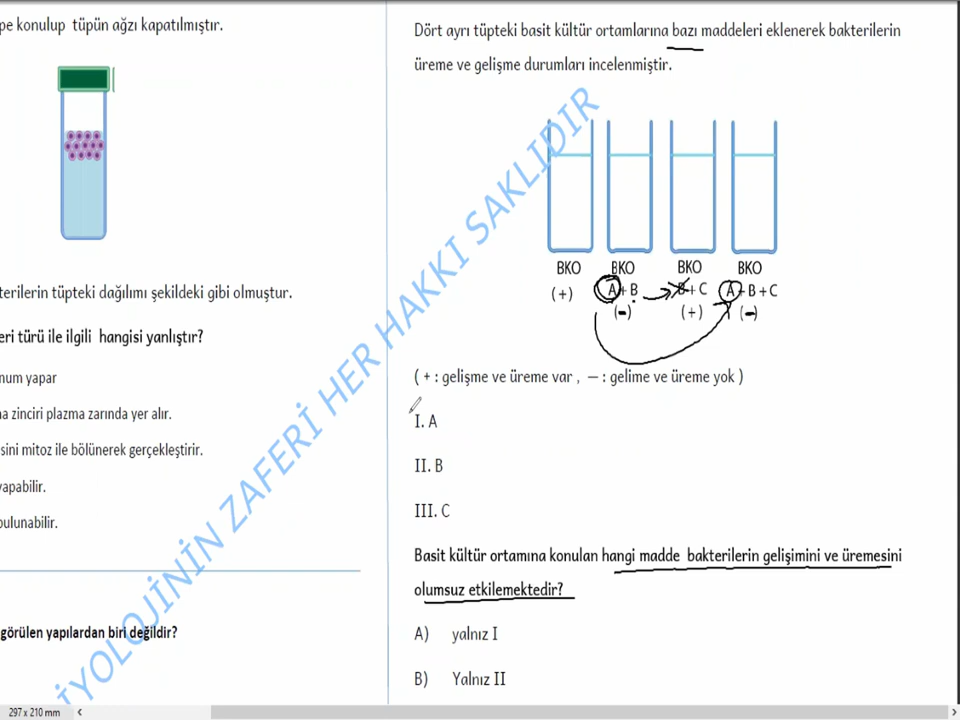 pe konulup tüpün ağzı kapatılmıştır.
terilerin tüpteki dağılımı şekildeki gibi olmuştur.
eri türü ile ilgili hangisi yanlıştır?
num yapar
na zinciri plazma zarında yer alır.
sini mitoz ile bölünerek gerçekleştirir.
yapabilir.
bulunabilir.
görülen yapılardan biri değildir?
Dört ayrı tüpteki basit kültür ortamlarına bazı maddeleri eklenerek bakterilerin
üreme ve gelişme durumları incelenmiştir.
BKO BKO BKO BKO
(+) A+B B+C A+B+C
(-) (+) (-)
( + : gelişme ve üreme var , – : gelime ve üreme yok )
I. A
II. B
III. C
Basit kültür ortamına konulan hangi madde bakterilerin gelişimini ve üremesini
olumsuz etkilemektedir?
A) yalnız I
B) Yalnız II
İYOLOJİNİN ZAFERİ HER HAKKI SAKLIDIR
297 x 210 mm